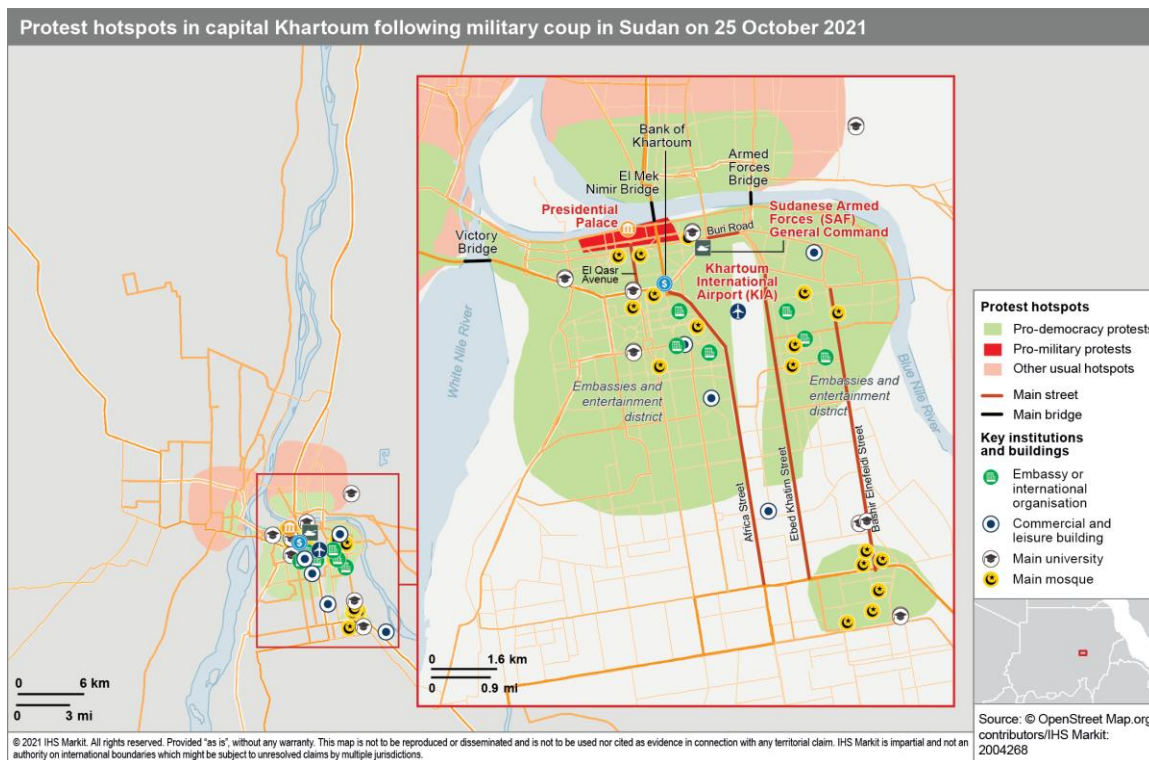 Protest hotspots in capital Khartoum following military coup in Sudan on 25 October 2021
Bank of
Khartoum
El Mek
Nimir Bridge
Armed
Forces
Bridge
Presidential
Palace
Sudanese Armed
Forces (SAF)
General Command
Buri Road
Victory
Bridge
El Qasr
Avenue
Khartoum
International
Airport (KIA)
White Nile River
Blue Nile River
Embassies and
entertainment
district
Embassies and
entertainment
district
Africa Street
Ebed Khatim Street
Bashir Elnefeidi Street
0 1.6 km
0 0.9 mi
0 6 km
0 3 mi
Protest hotspots
Pro-democracy protests
Pro-military protests
Other usual hotspots
Main street
Main bridge
Key institutions
and buildings
Embassy or
international
organisation
Commercial and
leisure building
Main university
Main mosque
Source: © OpenStreet Map.org
contributors/IHS Markit:
2004268
© 2021 IHS Markit. All rights reserved. Provided "as is", without any warranty. This map is not to be reproduced or disseminated and is not to be used nor cited as evidence in connection with any territorial claim. IHS Markit is impartial and not an
authority on international boundaries which might be subject to unresolved claims by multiple jurisdictions.